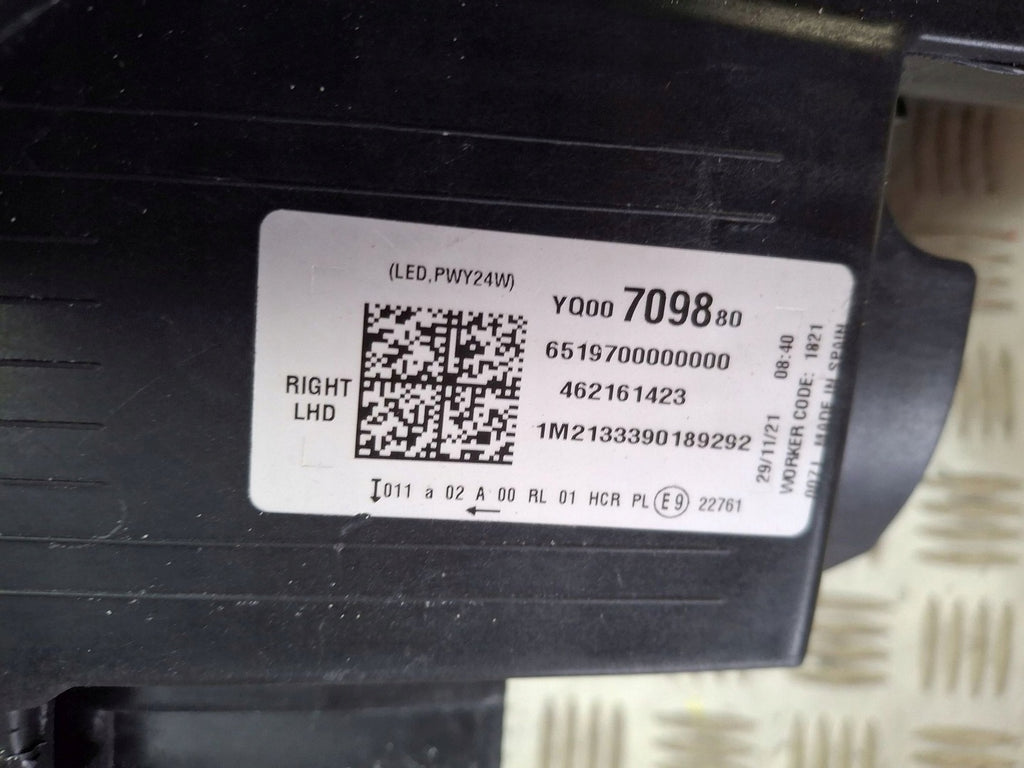 (LED,PWY24W)
YQ00 7098 80
6519700000000
462161423
1M2133390189292
RIGHT
LHD
011 a 02 A 00 RL 01 HCR PL E9 22761
29/11/21 08:40
WORKER CODE: 1821
0071 MADE IN SPAIN